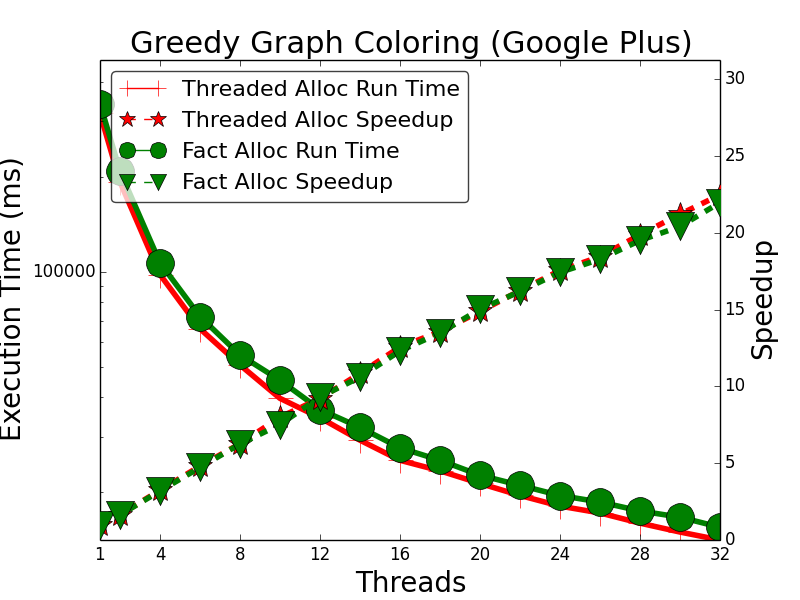 Greedy Graph Coloring (Google Plus)
Threaded Alloc Run Time
Threaded Alloc Speedup
Fact Alloc Run Time
Fact Alloc Speedup
Execution Time (ms)
100000
30
25
20
15
10
5
0
Speedup
1 4 8 12 16 20 24 28 32
Threads